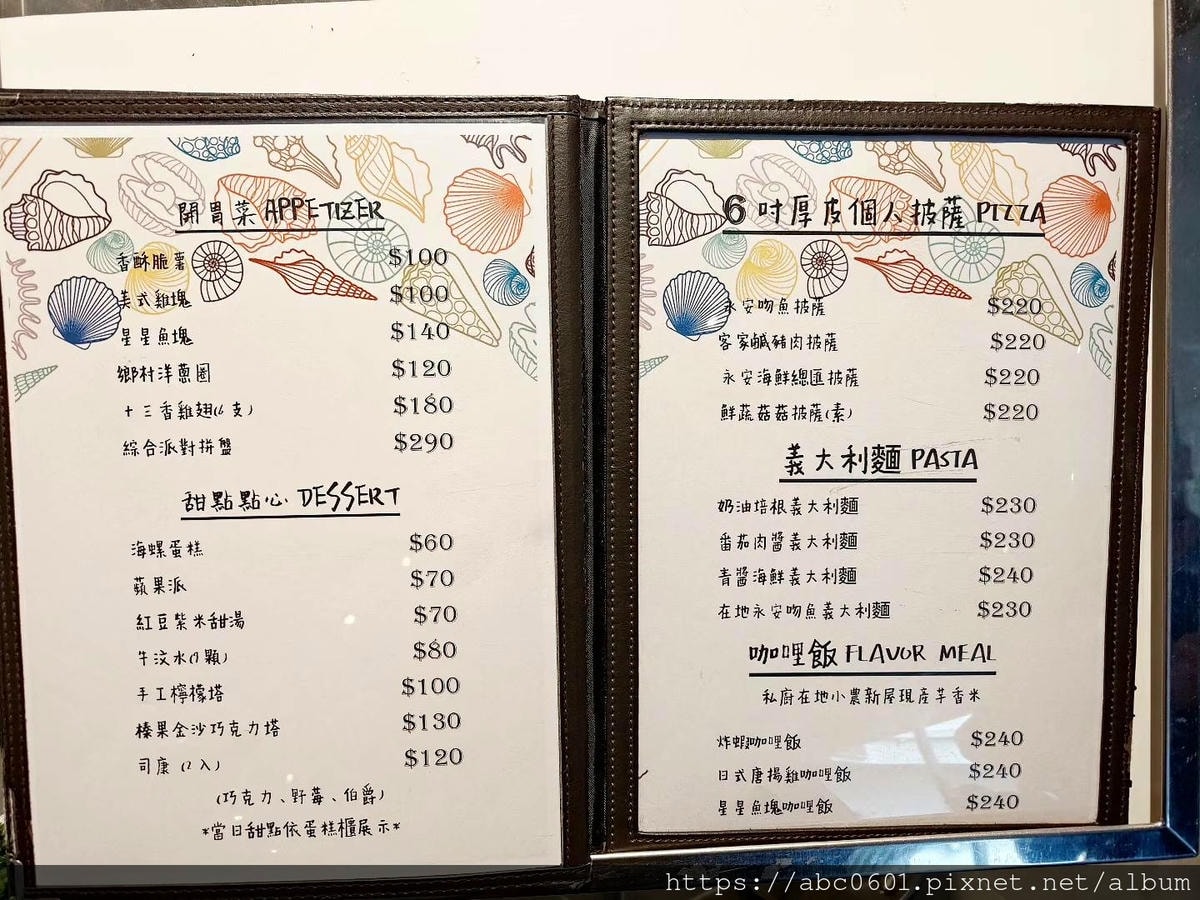 開胃菜 APPETIZER
香酥脆薯 $100
美式雞塊 $100
星星魚塊 $140
鄉村洋蔥圈 $120
十三香雞翅(6支) $180
綜合派對拼盤 $290
甜點點心 DESSERT
海螺蛋糕 $60
蘋果派 $70
紅豆紫米甜湯 $70
牛汶水(1顆) $80
手工檸檬塔 $100
榛果金沙巧克力塔 $130
司康 (2入) $120
(巧克力、野莓、伯爵)
*當日甜點依蛋糕櫃展示*
6吋厚皮個人披薩 PIZZA
永安吻魚披薩 $220
客家鹹豬肉披薩 $220
永安海鮮總匯披薩 $220
鮮蔬菇菇披薩(素) $220
義大利麵 PASTA
奶油培根義大利麵 $230
番茄肉醬義大利麵 $230
青醬海鮮義大利麵 $240
在地永安吻魚義大利麵 $230
咖哩飯 FLAVOR MEAL
私廚在地小農新屋現產芋香米
炸蝦咖哩飯 $240
日式唐揚雞咖哩飯 $240
星星魚塊咖哩飯 $240
https://abc0601.pixnet.net/album